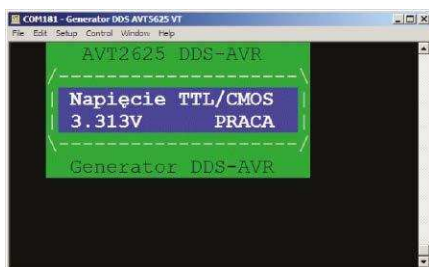 COM181 - Generator DDS AVT5625 VT
File Edit Setup Control Window Help
AVT2625 DDS-AVR
/--------------------\
| Napięcie TTL/CMOS |
| 3.313V PRACA |
\--------------------/
Generator DDS-AVR